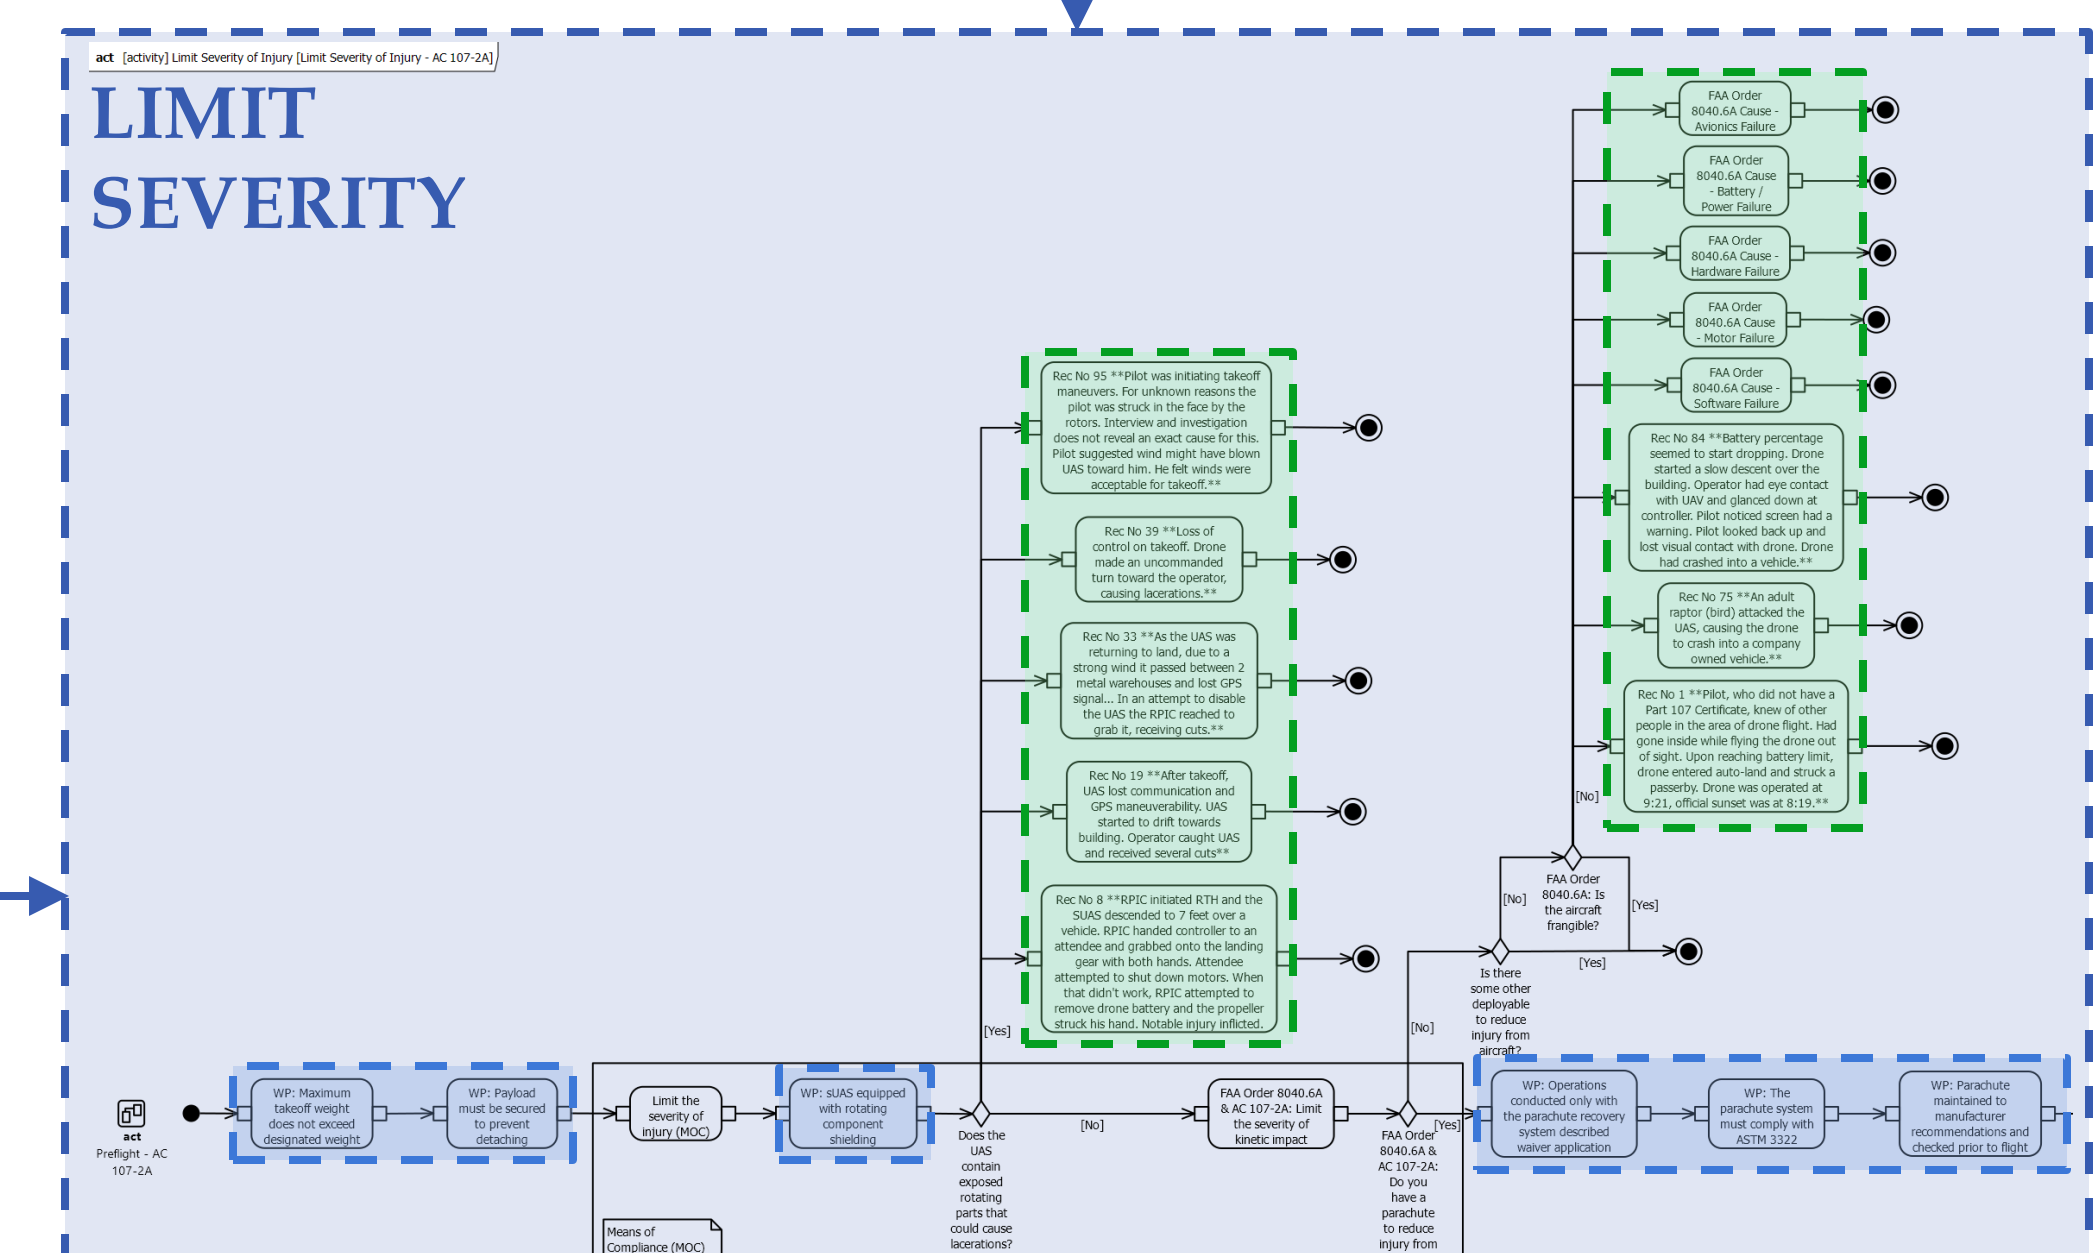 act [activity] Limit Severity of Injury [Limit Severity of Injury - AC 107-2A]
LIMIT
SEVERITY
FAA Order
8040.6A Cause -
Avionics Failure
FAA Order
8040.6A Cause
- Battery /
Power Failure
FAA Order
8040.6A Cause -
Hardware Failure
FAA Order
8040.6A Cause
- Motor Failure
FAA Order
8040.6A Cause -
Software Failure
Rec No 84 **Battery percentage
seemed to start dropping. Drone
started a slow descent over the
building. Operator had eye contact
with UAV and glanced down at
controller. Pilot noticed screen had a
warning. Pilot looked back up and
lost visual contact with drone. Drone
had crashed into a vehicle.**
Rec No 75 **An adult
raptor (bird) attacked the
UAS, causing the drone
to crash into a company
owned vehicle.**
Rec No 1 **Pilot, who did not have a
Part 107 Certificate, knew of other
people in the area of drone flight. Had
gone inside while flying the drone out
of sight. Upon reaching battery limit,
drone entered auto-land and struck a
passerby. Drone was operated at
9:21, official sunset was at 8:19.**
[No]
Rec No 95 **Pilot was initiating takeoff
maneuvers. For unknown reasons the
pilot was struck in the face by the
rotors. Interview and investigation
does not reveal an exact cause for this.
Pilot suggested wind might have blown
UAS toward him. He felt winds were
acceptable for takeoff.**
Rec No 39 **Loss of
control on takeoff. Drone
made an uncommanded
turn toward the operator,
causing lacerations.**
Rec No 33 **As the UAS was
returning to land, due to a
strong wind it passed between 2
metal warehouses and lost GPS
signal... In an attempt to disable
the UAS the RPIC reached to
grab it, receiving cuts.**
Rec No 19 **After takeoff,
UAS lost communication and
GPS maneuverability. UAS
started to drift towards
building. Operator caught UAS
and received several cuts**
Rec No 8 **RPIC initiated RTH and the
SUAS descended to 7 feet over a
vehicle. RPIC handed controller to an
attendee and grabbed onto the landing
gear with both hands. Attendee
attempted to shut down motors. When
that didn't work, RPIC attempted to
remove drone battery and the propeller
struck his hand. Notable injury inflicted.
[Yes]
FAA Order
8040.6A: Is
the aircraft
frangible?
[No]
[Yes]
[Yes]
Is there
some other
deployable
to reduce
injury from
aircraft?
[No]
act
Preflight - AC
107-2A
WP: Maximum
takeoff weight
does not exceed
designated weight
WP: Payload
must be secured
to prevent
detaching
Limit the
severity of
injury (MOC)
WP: sUAS equipped
with rotating
component
shielding
Does the
UAS
contain
exposed
rotating
parts that
could cause
lacerations?
[No]
FAA Order 8040.6A
& AC 107-2A: Limit
the severity of
kinetic impact
FAA Order
8040.6A &
AC 107-2A:
Do you
have a
parachute
to reduce
injury from
[Yes]
WP: Operations
conducted only with
the parachute recovery
system described
waiver application
WP: The
parachute system
must comply with
ASTM 3322
WP: Parachute
maintained to
manufacturer
recommendations and
checked prior to flight
Means of
Compliance (MOC)